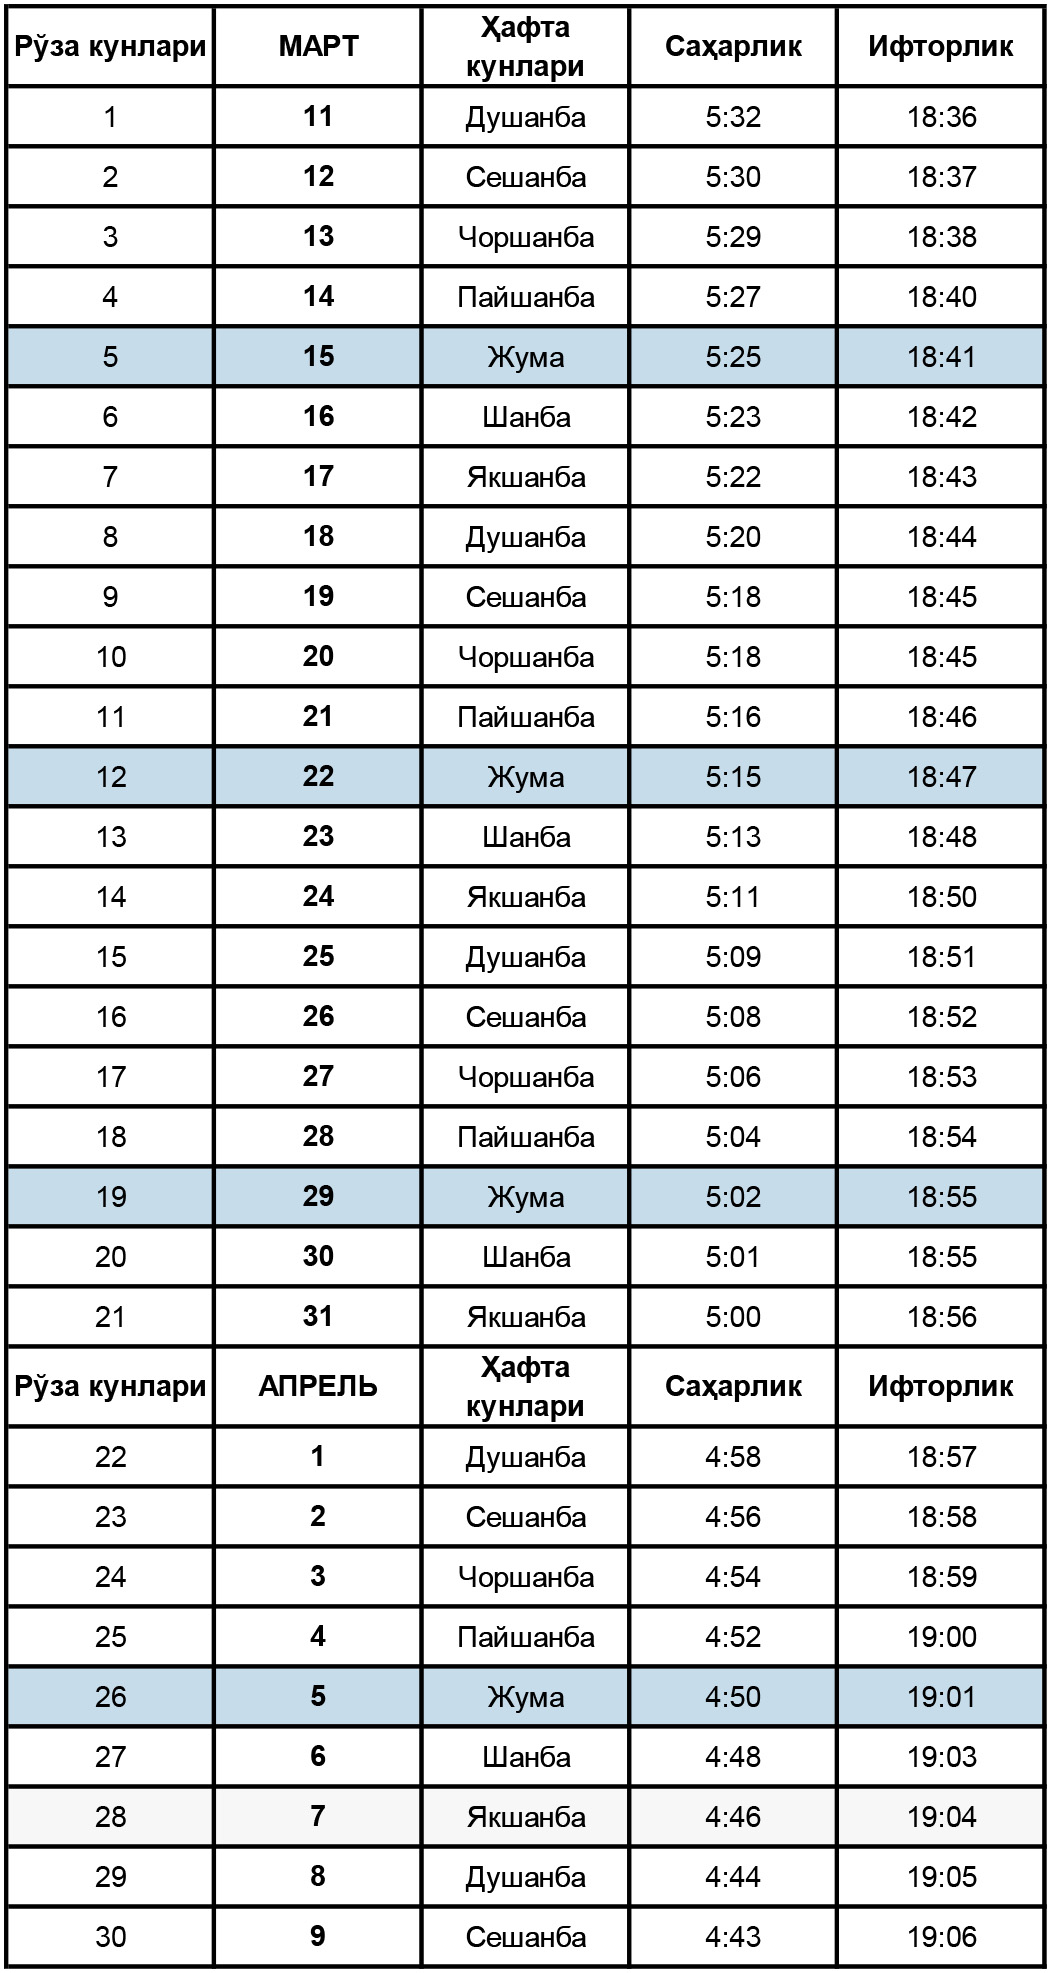 Рўза кунлари МАРТ Ҳафта кунлари Саҳарлик Ифторлик
1 11 Душанба 5:32 18:36
2 12 Сешанба 5:30 18:37
3 13 Чоршанба 5:29 18:38
4 14 Пайшанба 5:27 18:40
5 15 Жума 5:25 18:41
6 16 Шанба 5:23 18:42
7 17 Якшанба 5:22 18:43
8 18 Душанба 5:20 18:44
9 19 Сешанба 5:18 18:45
10 20 Чоршанба 5:18 18:45
11 21 Пайшанба 5:16 18:46
12 22 Жума 5:15 18:47
13 23 Шанба 5:13 18:48
14 24 Якшанба 5:11 18:50
15 25 Душанба 5:09 18:51
16 26 Сешанба 5:08 18:52
17 27 Чоршанба 5:06 18:53
18 28 Пайшанба 5:04 18:54
19 29 Жума 5:02 18:55
20 30 Шанба 5:01 18:55
21 31 Якшанба 5:00 18:56
Рўза кунлари АПРЕЛЬ Ҳафта кунлари Саҳарлик Ифторлик
22 1 Душанба 4:58 18:57
23 2 Сешанба 4:56 18:58
24 3 Чоршанба 4:54 18:59
25 4 Пайшанба 4:52 19:00
26 5 Жума 4:50 19:01
27 6 Шанба 4:48 19:03
28 7 Якшанба 4:46 19:04
29 8 Душанба 4:44 19:05
30 9 Сешанба 4:43 19:06